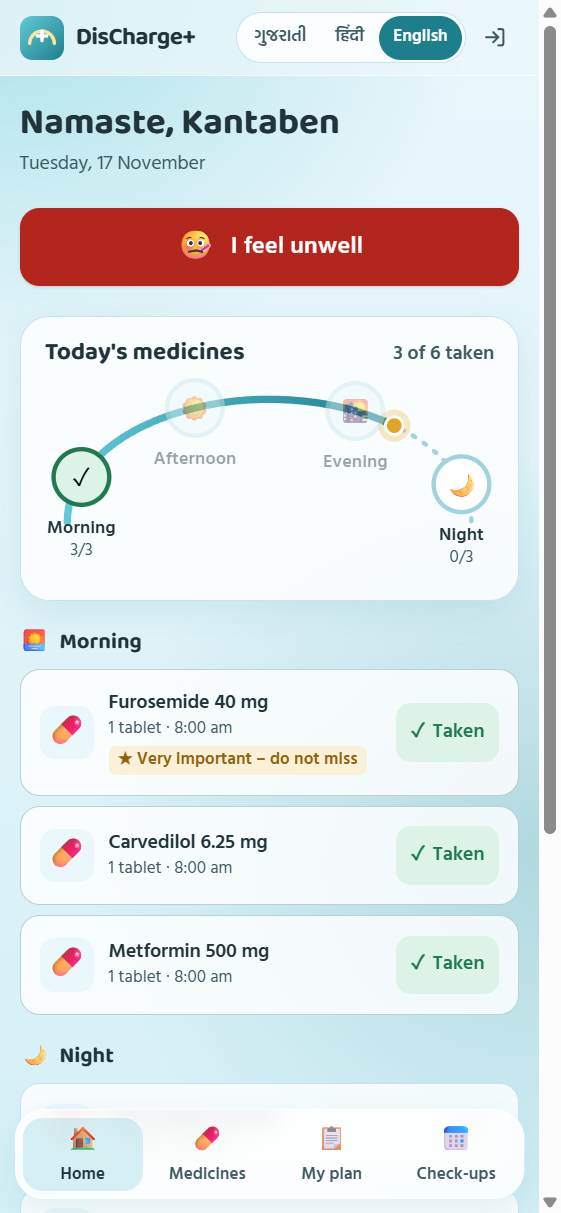 DisCharge+
ગુજરાતી हिंदी English
Namaste, Kantaben
Tuesday, 17 November
I feel unwell
Today's medicines
3 of 6 taken
Afternoon
Evening
✓
Morning
3/3
Night
0/3
Morning
Furosemide 40 mg
1 tablet · 8:00 am
★ Very important – do not miss
✓ Taken
Carvedilol 6.25 mg
1 tablet · 8:00 am
✓ Taken
Metformin 500 mg
1 tablet · 8:00 am
✓ Taken
Night
Home
Medicines
My plan
Check-ups